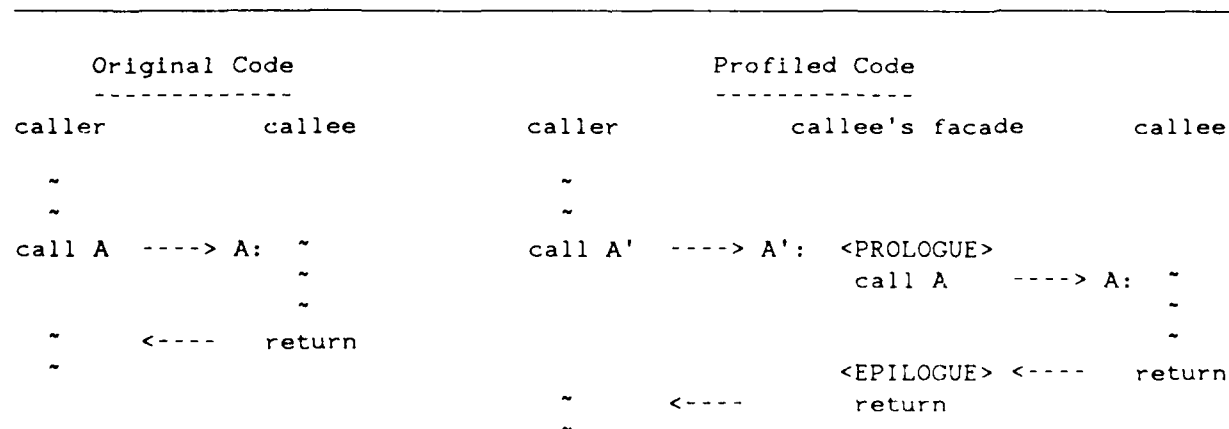 Original Code Profiled Code
------------- -------------
caller callee caller callee's facade callee
~ ~
~ ~
call A ----> A: ~ call A' ----> A': <PROLOGUE>
~ call A ----> A: ~
~ ~
~ <---- return ~
~ <EPILOGUE> <---- return
~ <---- return
~